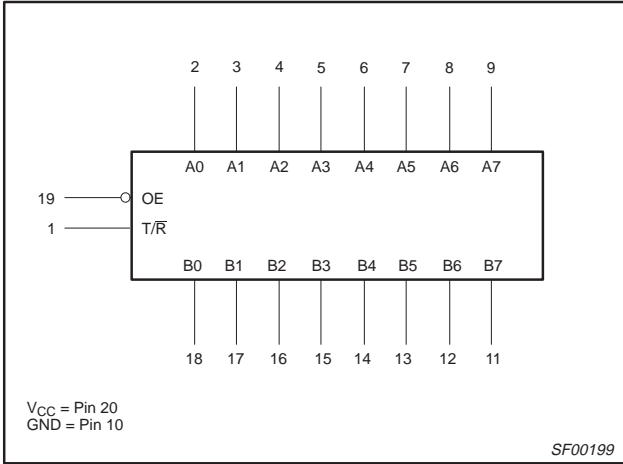 2 3 4 5 6 7 8 9
A0 A1 A2 A3 A4 A5 A6 A7
19 OE
1 T/R̅
B0 B1 B2 B3 B4 B5 B6 B7
18 17 16 15 14 13 12 11
VCC = Pin 20
GND = Pin 10
SF00199